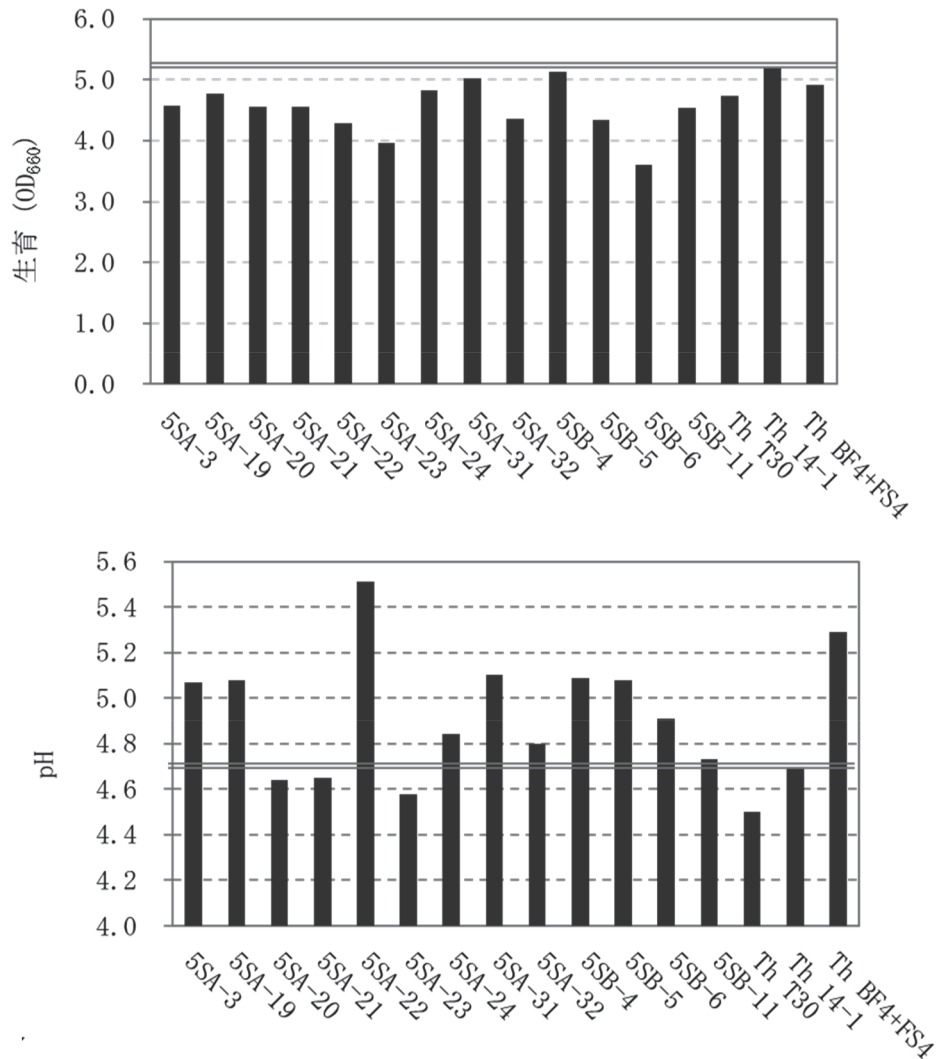 6.0
5.0
4.0
3.0
2.0
1.0
0.0
生育 (OD660)
5SA-3
5SA-19
5SA-20
5SA-21
5SA-22
5SA-23
5SA-24
5SA-31
5SA-32
5SB-4
5SB-5
5SB-6
5SB-11
Th T30
Th 14-1
Th BF4+FS4
5.6
5.4
5.2
5.0
4.8
4.6
4.4
4.2
4.0
pH
5SA-3
5SA-19
5SA-20
5SA-21
5SA-22
5SA-23
5SA-24
5SA-31
5SA-32
5SB-4
5SB-5
5SB-6
5SB-11
Th T30
Th 14-1
Th BF4+FS4